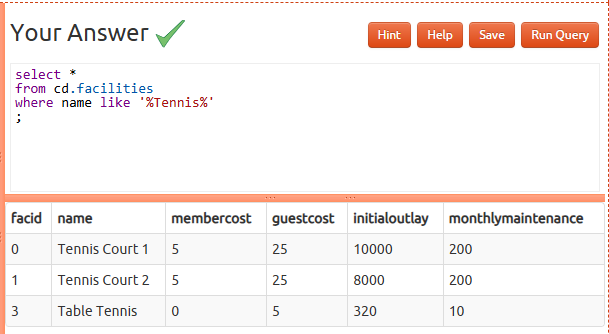 Your Answer
Hint Help Save Run Query
select *
from cd.facilities
where name like '%Tennis%'
;
facid name membercost guestcost initialoutlay monthlymaintenance
0 Tennis Court 1 5 25 10000 200
1 Tennis Court 2 5 25 8000 200
3 Table Tennis 0 5 320 10